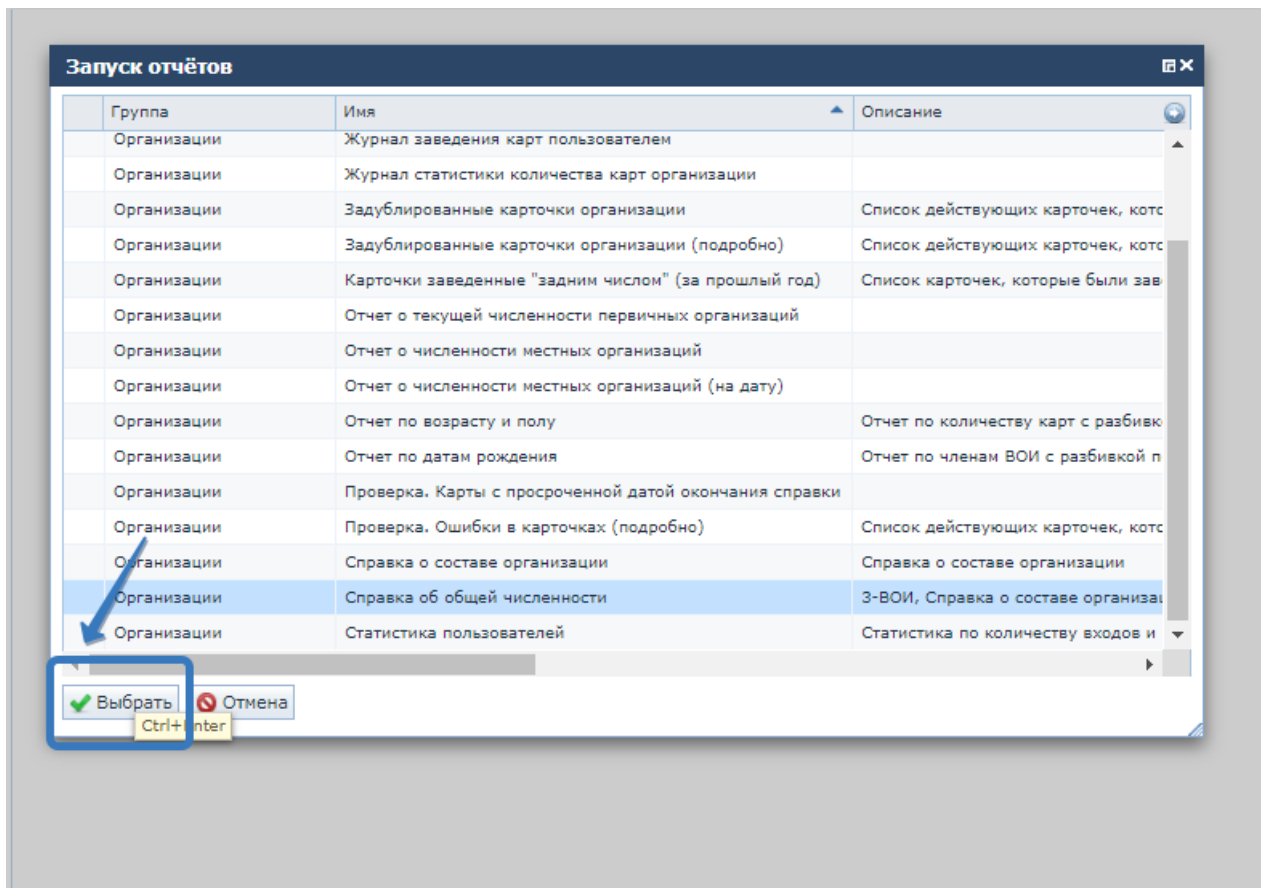 Запуск отчётов
Группа Имя Описание
Организации Журнал заведения карт пользователем
Организации Журнал статистики количества карт организации
Организации Задублированные карточки организации Список действующих карточек, кото
Организации Задублированные карточки организации (подробно) Список действующих карточек, кото
Организации Карточки заведенные "задним числом" (за прошлый год) Список карточек, которые были зав
Организации Отчет о текущей численности первичных организаций
Организации Отчет о численности местных организаций
Организации Отчет о численности местных организаций (на дату)
Организации Отчет по возрасту и полу Отчет по количеству карт с разбивк
Организации Отчет по датам рождения Отчет по членам ВОИ с разбивкой п
Организации Проверка. Карты с просроченной датой окончания справки
Организации Проверка. Ошибки в карточках (подробно) Список действующих карточек, кото
Организации Справка о составе организации Справка о составе организации
Организации Справка об общей численности 3-ВОИ, Справка о составе организац
Организации Статистика пользователей Статистика по количеству входов и
Выбрать Отмена
Ctrl+Enter